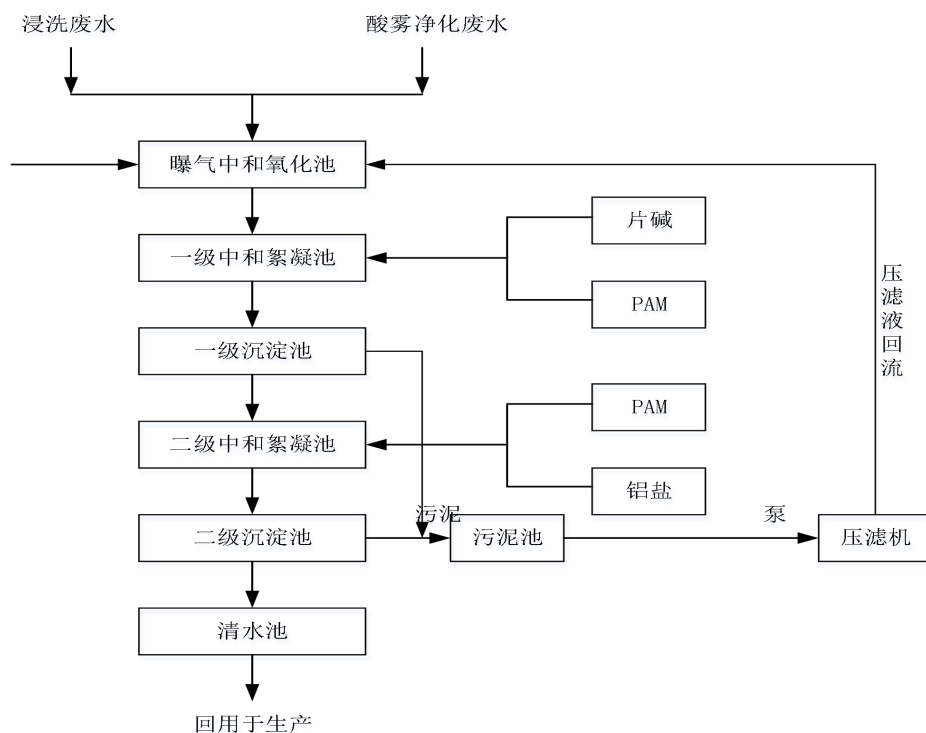 浸洗废水
酸雾净化废水
曝气中和氧化池
片碱
一级中和絮凝池
PAM
压滤液回流
一级沉淀池
PAM
二级中和絮凝池
铝盐
污泥
泵
二级沉淀池
污泥池
压滤机
清水池
回用于生产